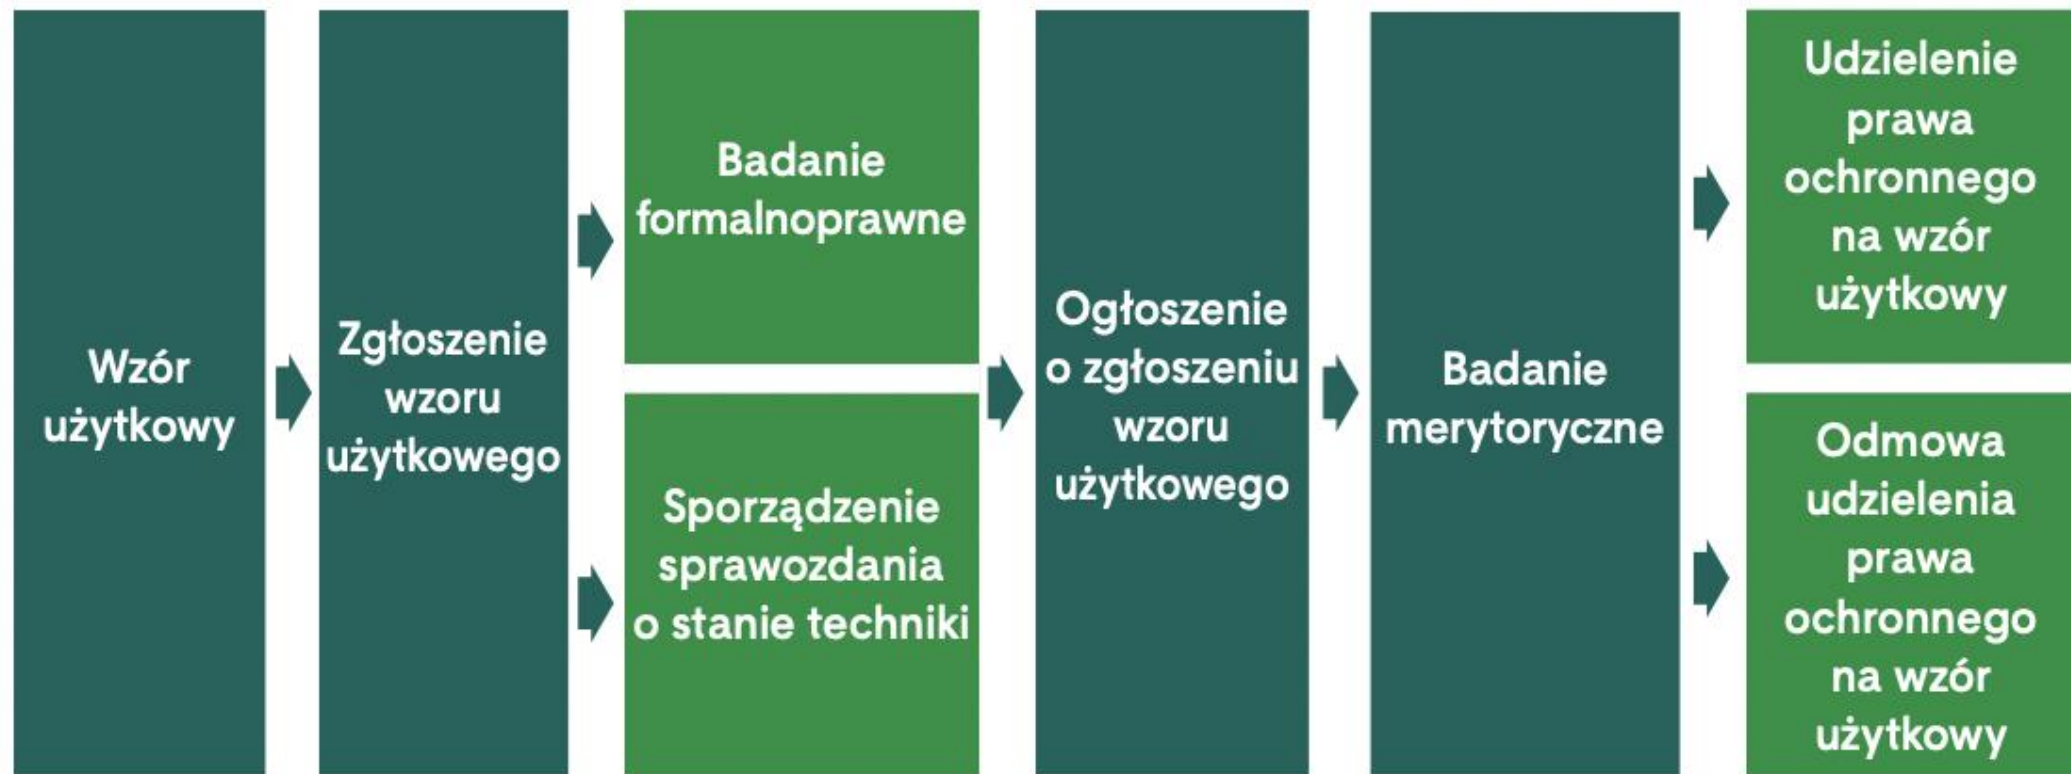 Wzór
użytkowy
Zgłoszenie
wzoru
użytkowego
Badanie
formalnoprawne
Sporządzenie
sprawozdania
o stanie techniki
Ogłoszenie
o zgłoszeniu
wzoru
użytkowego
Badanie
merytoryczne
Udzielenie
prawa
ochronnego
na wzór
użytkowy
Odmowa
udzielenia
prawa
ochronnego
na wzór
użytkowy